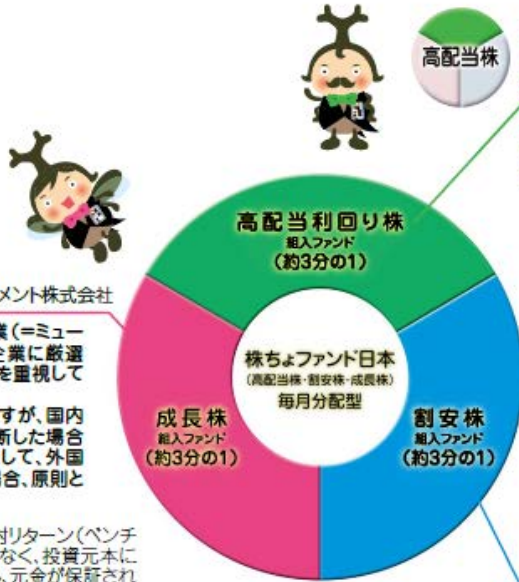 高配当株
高配当利回り株
組入ファンド
(約3分の1)
メント株式会社
業(=ミュー
企業に厳選
を重視して
すが、国内
断した場合
して、外国
場合、原則と
対リターン(ベンチ
なく、投資元本に
、元金が保証され
株ちょファンド日本
(高配当株・割安株・成長株)
毎月分配型
成長株
組入ファンド
(約3分の1)
割安株
組入ファンド
(約3分の1)